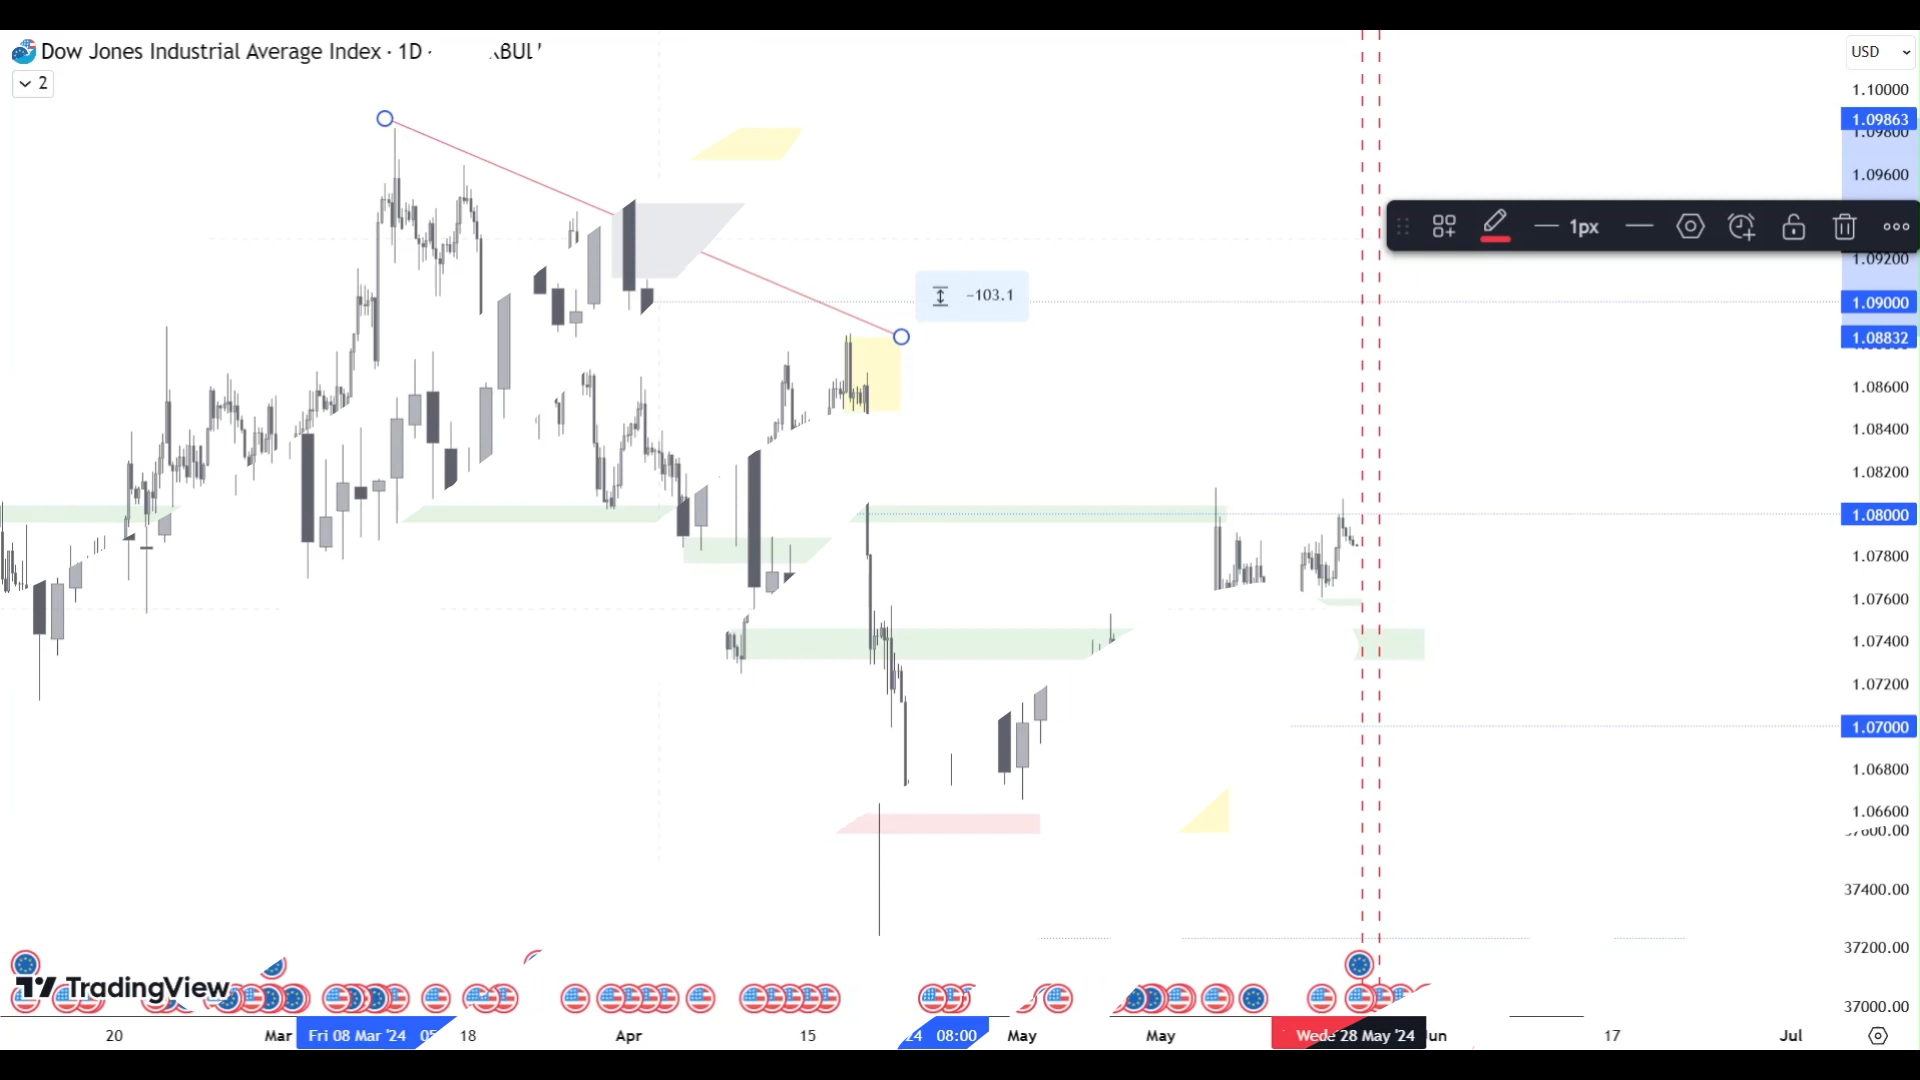 Dow Jones Industrial Average Index · 1D ·
USD
2
1.10000
1.09863
1.09800
1.09600
1px
1.09200
−103.1
1.09000
1.08832
1.08600
1.08400
1.08200
1.08000
1.07800
1.07600
1.07400
1.07200
1.07000
1.06800
1.06600
37400.00
37200.00
TradingView
37000.00
20
Mar
Fri 08 Mar '24
18
Apr
15
24 08:00
May
May
28 May '24
17
Jul